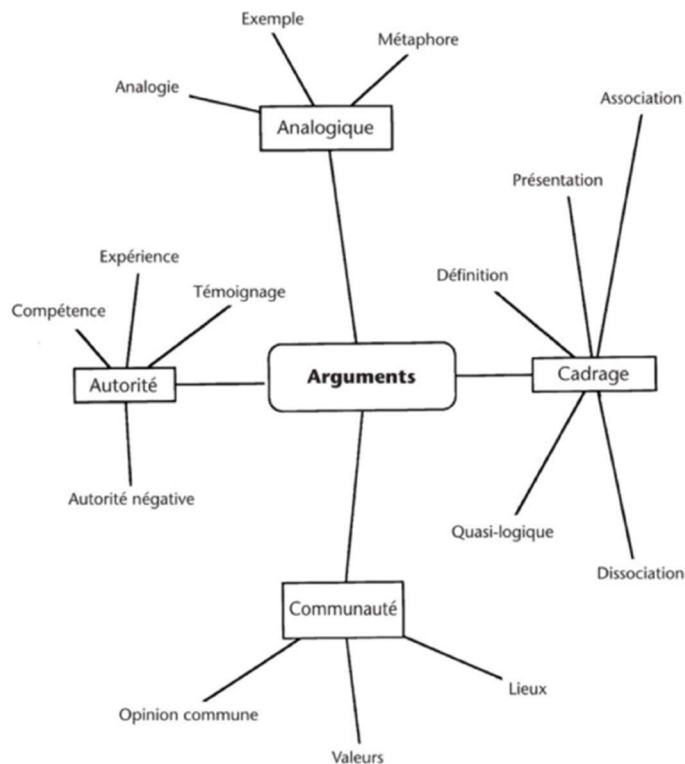 Exemple
Métaphore
Analogie
Analogique
Association
Présentation
Expérience
Définition
Témoignage
Compétence
Autorité
Arguments
Cadrage
Autorité négative
Quasi-logique
Dissociation
Communauté
Lieux
Opinion commune
Valeurs